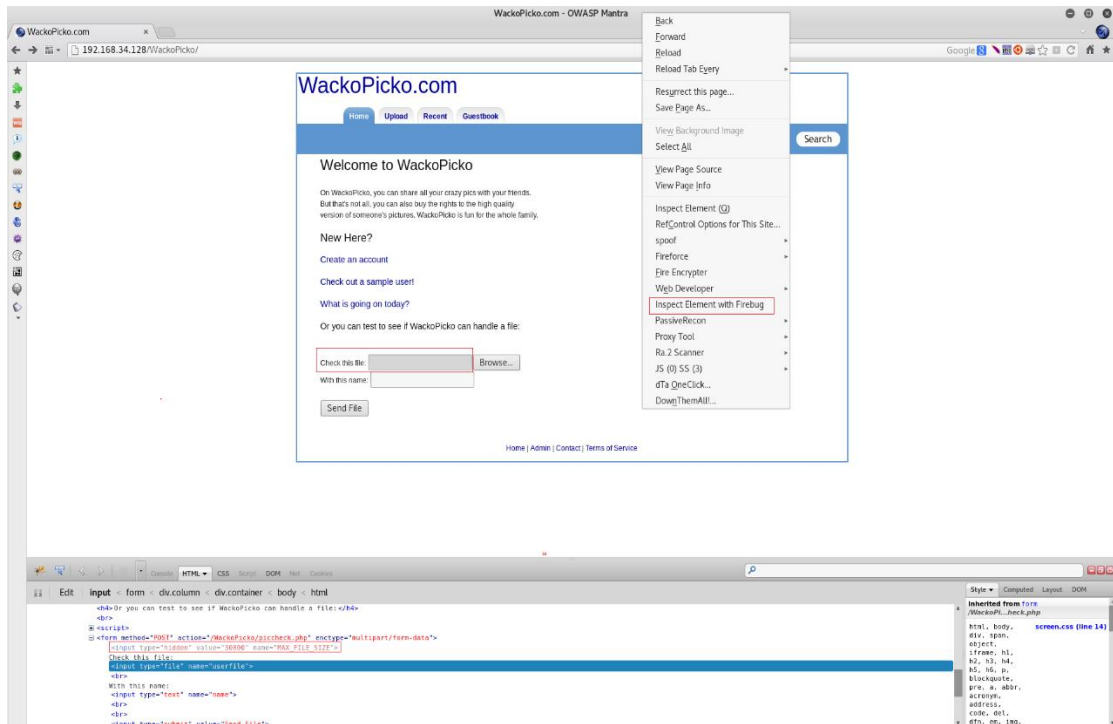 WackoPicko.com - OWASP Mantra
WackoPicko.com
192.168.34.128/WackoPicko/
Google
WackoPicko.com
Home Upload Recent Guestbook
Search
Welcome to WackoPicko
On WackoPicko, you can share all your crazy pics with your friends.
But that's not all, you can also buy the rights to the high quality
version of someone's pictures. WackoPicko is fun for the whole family.
New Here?
Create an account
Check out a sample user!
What is going on today?
Or you can test to see if WackoPicko can handle a file:
Check this file: Browse...
With this name:
Send File
Home | Admin | Contact | Terms of Service
Back
Forward
Reload
Reload Tab Every
Resurrect this page...
Save Page As...
View Background Image
Select All
View Page Source
View Page Info
Inspect Element (Q)
RefControl Options for This Site...
spoof
Fireforce
Fire Encrypter
Web Developer
Inspect Element with Firebug
PassiveRecon
Proxy Tool
Ra.2 Scanner
JS (0) SS (3)
dTa OneClick...
DownThemAll!...
Console HTML CSS Script DOM Net Cookies
Edit input < form < div.column < div.container < body < html
<h4>Or you can test to see if WackoPicko can handle a file:</h4>
<br>
<script>
<form method="POST" action="/WackoPicko/piccheck.php" enctype="multipart/form-data">
<input type="hidden" value="30000" name="MAX_FILE_SIZE">
Check this file:
<input type="file" name="userfile">
<br>
With this name:
<input type="text" name="name">
<br>
<br>
<input type="submit" value="Send File">
Style Computed Layout DOM
Inherited from form
/WackoPi...heck.php
html, body, screen.css (line 14)
div, span,
object,
iframe, h1,
h2, h3, h4,
h5, h6, p,
blockquote,
pre, a, abbr,
acronym,
address,
code, del,
dfn, em, img,